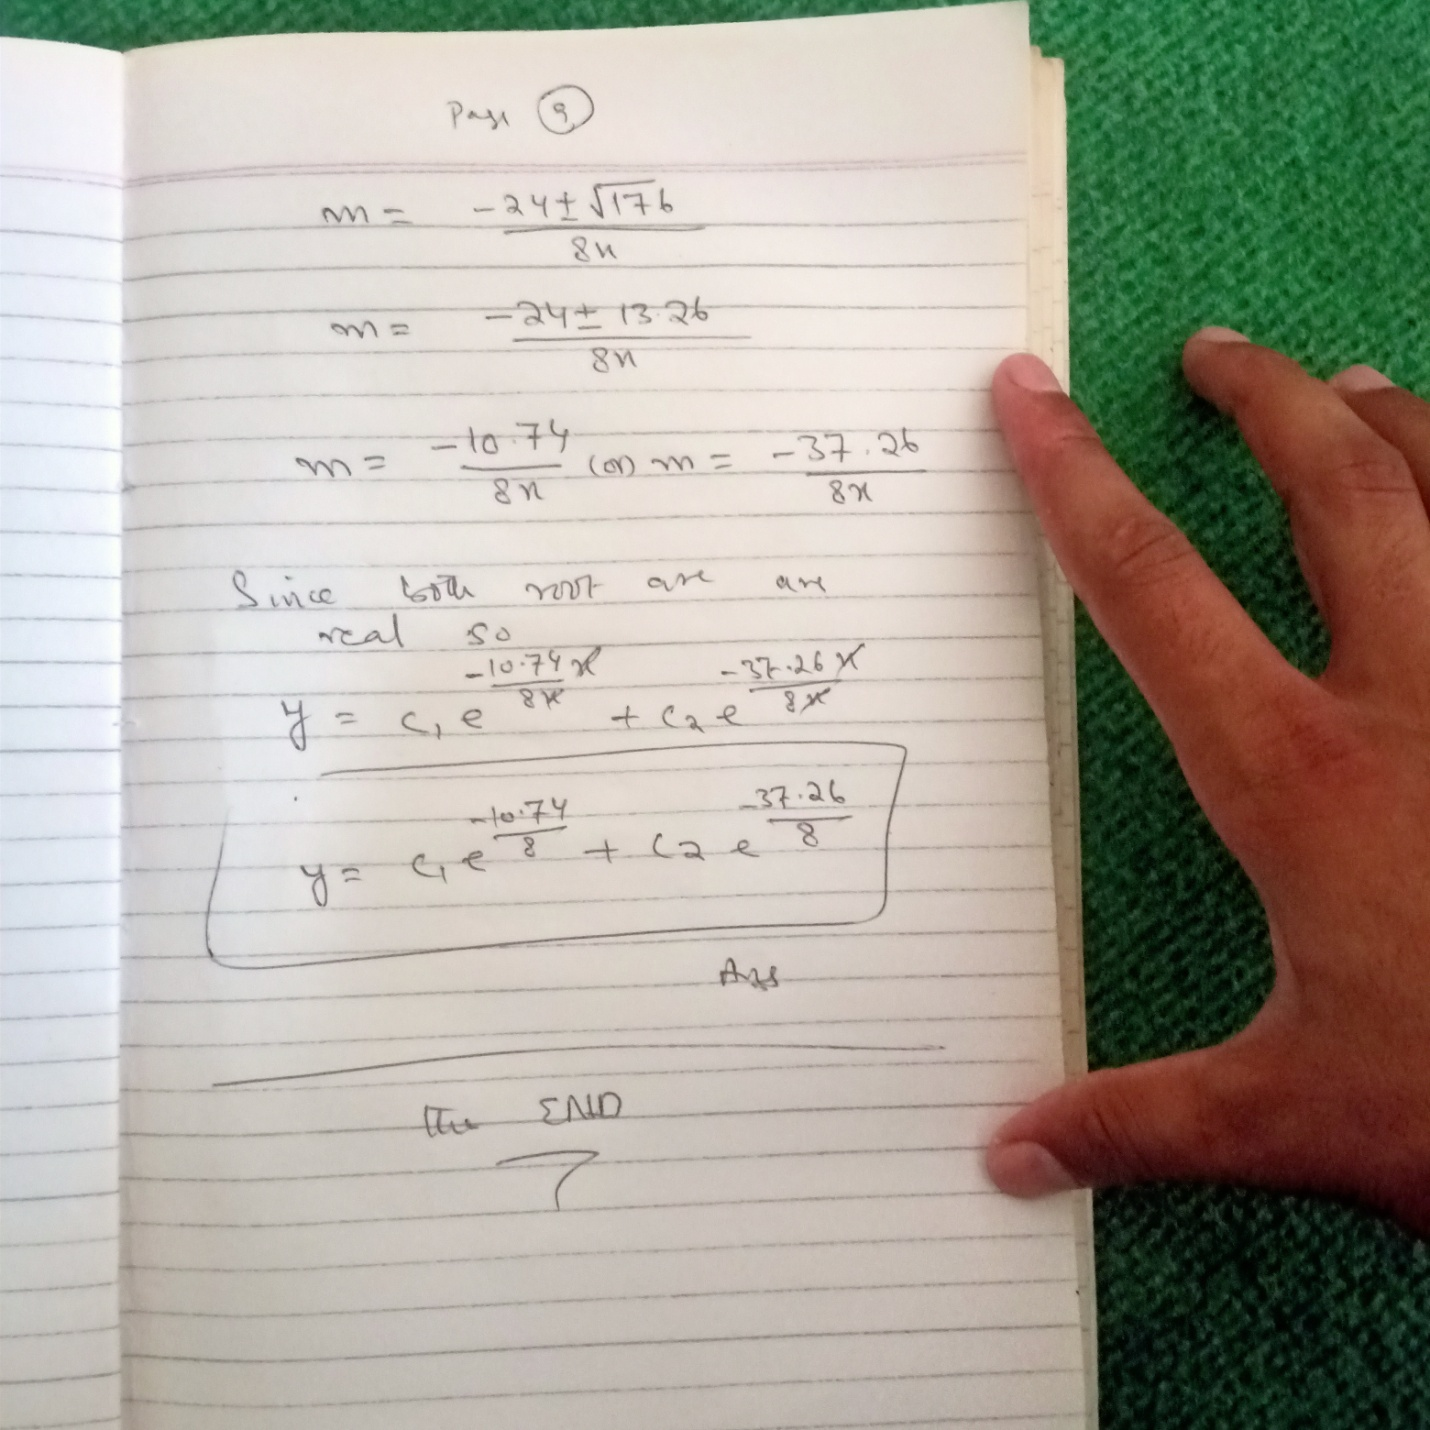 Page 9
m = -24 ± √176 / 8x
m = -24 ± 13.26 / 8x
m = -10.74 / 8x (or) m = -37.26 / 8x
Since both root are are
real so
y = c₁ e^(-10.74x / 8x) + c₂ e^(-37.26x / 8x)
y = c₁ e^(-10.74 / 8) + c₂ e^(-37.26 / 8)
Ans
The END